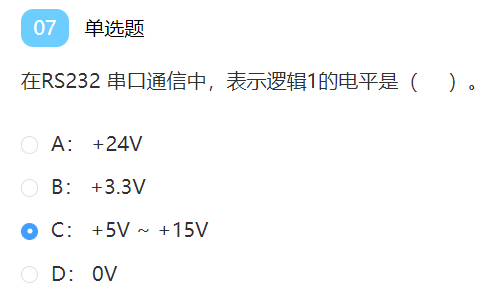 07 单选题
在RS232 串口通信中，表示逻辑1的电平是（　）。
A： +24V
B： +3.3V
C： +5V ~ +15V
D： 0V